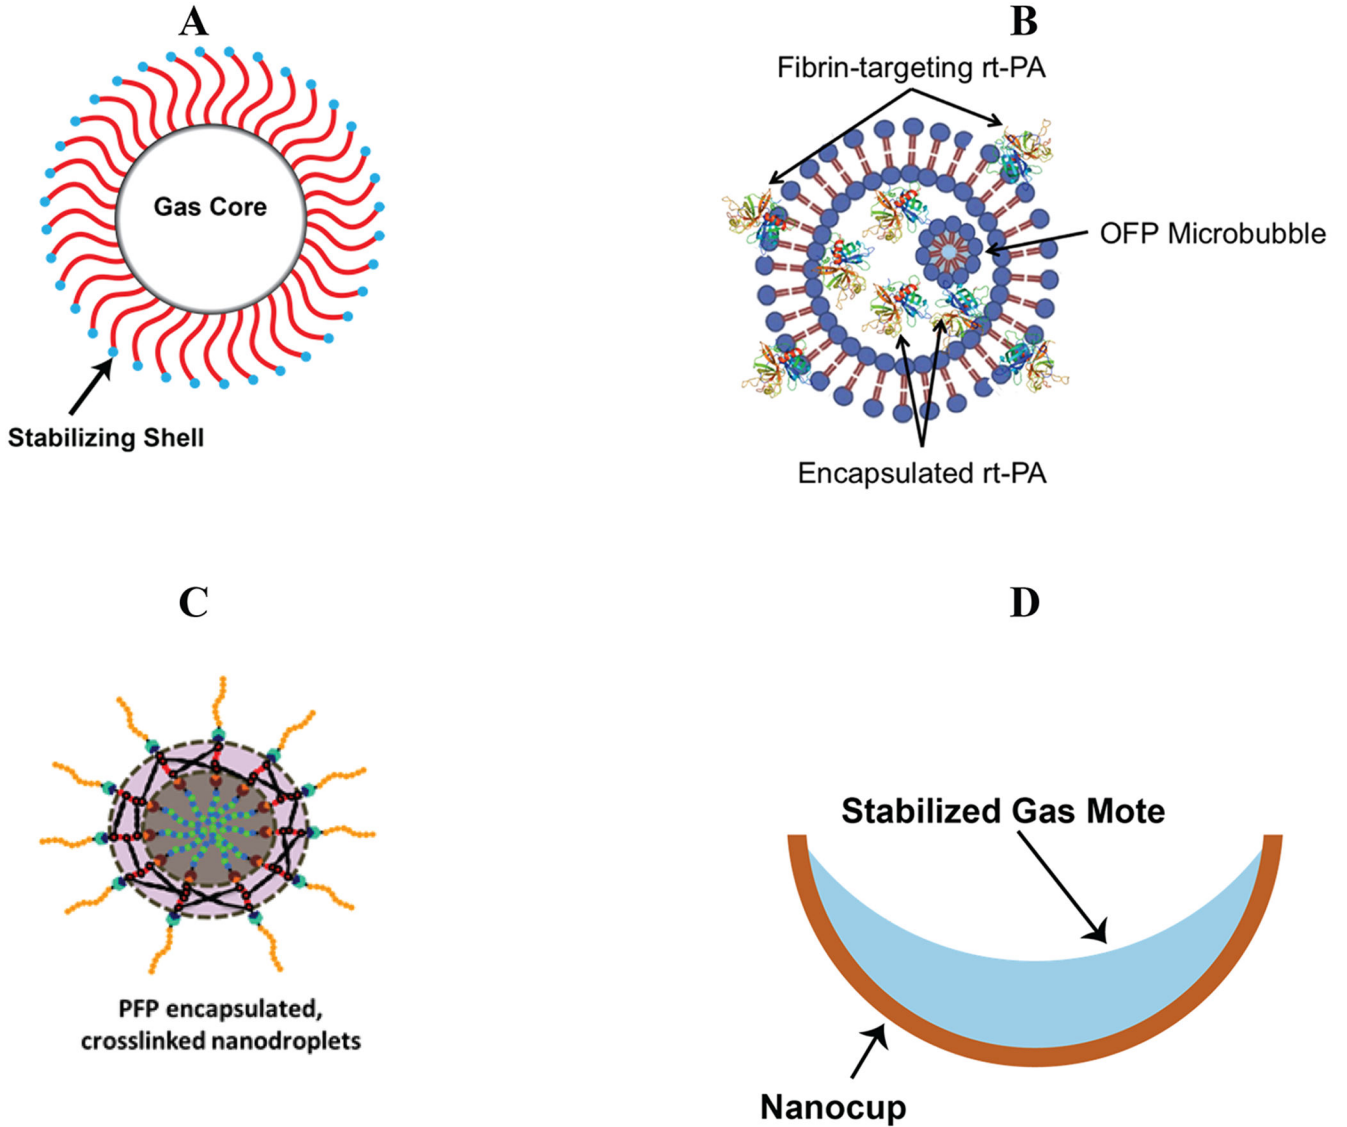 A
Gas Core
Stabilizing Shell
B
Fibrin-targeting rt-PA
OFP Microbubble
Encapsulated rt-PA
C
PFP encapsulated,
crosslinked nanodroplets
D
Stabilized Gas Mote
Nanocup